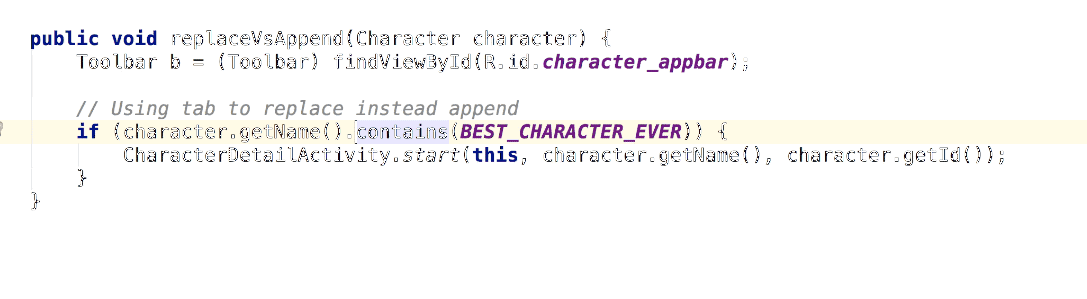 public void replaceVsAppend(Character character) {
    Toolbar b = (Toolbar) findViewById(R.id.character_appbar);

    // Using tab to replace instead append
    if (character.getName().contains(BEST_CHARACTER_EVER)) {
        CharacterDetailActivity.start(this, character.getName(), character.getId());
    }
}